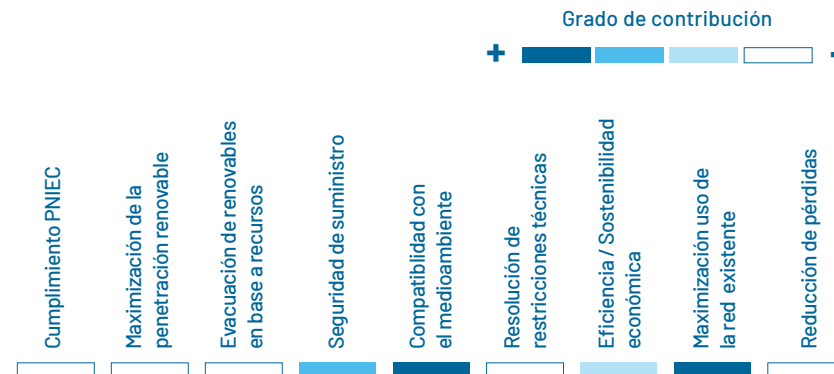 Grado de contribución
+ -
Cumplimiento PNIEC
Maximización de la
penetración renovable
Evacuación de renovables
en base a recursos
Seguridad de suministro
Compatiblidad con
el medioambiente
Resolución de
restricciones técnicas
Eficiencia / Sostenibilidad
económica
Maximización uso de
la red existente
Reducción de pérdidas